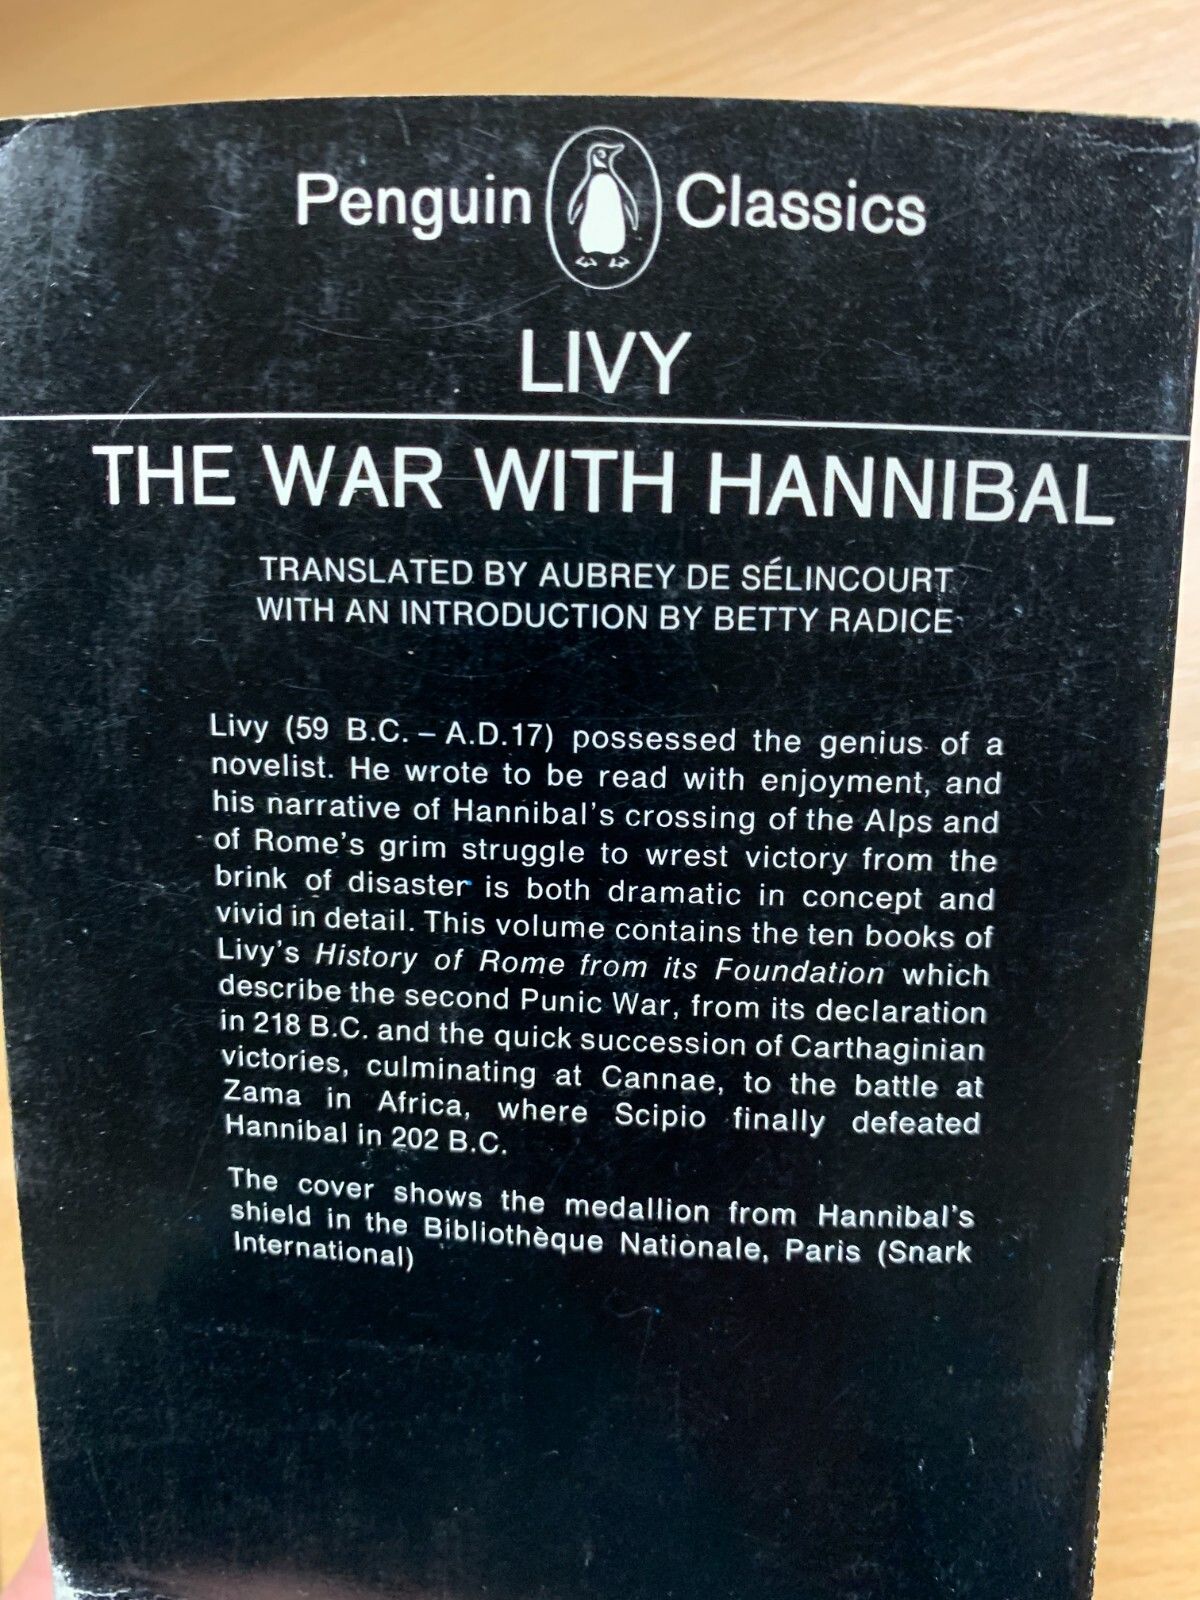 Penguin Classics
LIVY
THE WAR WITH HANNIBAL
TRANSLATED BY AUBREY DE SÉLINCOURT
WITH AN INTRODUCTION BY BETTY RADICE
Livy (59 B.C. – A.D.17) possessed the genius of a
novelist. He wrote to be read with enjoyment, and
his narrative of Hannibal's crossing of the Alps and
of Rome's grim struggle to wrest victory from the
brink of disaster is both dramatic in concept and
vivid in detail. This volume contains the ten books of
Livy's History of Rome from its Foundation which
describe the second Punic War, from its declaration
in 218 B.C. and the quick succession of Carthaginian
victories, culminating at Cannae, to the battle at
Zama in Africa, where Scipio finally defeated
Hannibal in 202 B.C.
The cover shows the medallion from Hannibal's
shield in the Bibliothèque Nationale, Paris (Snark
International)